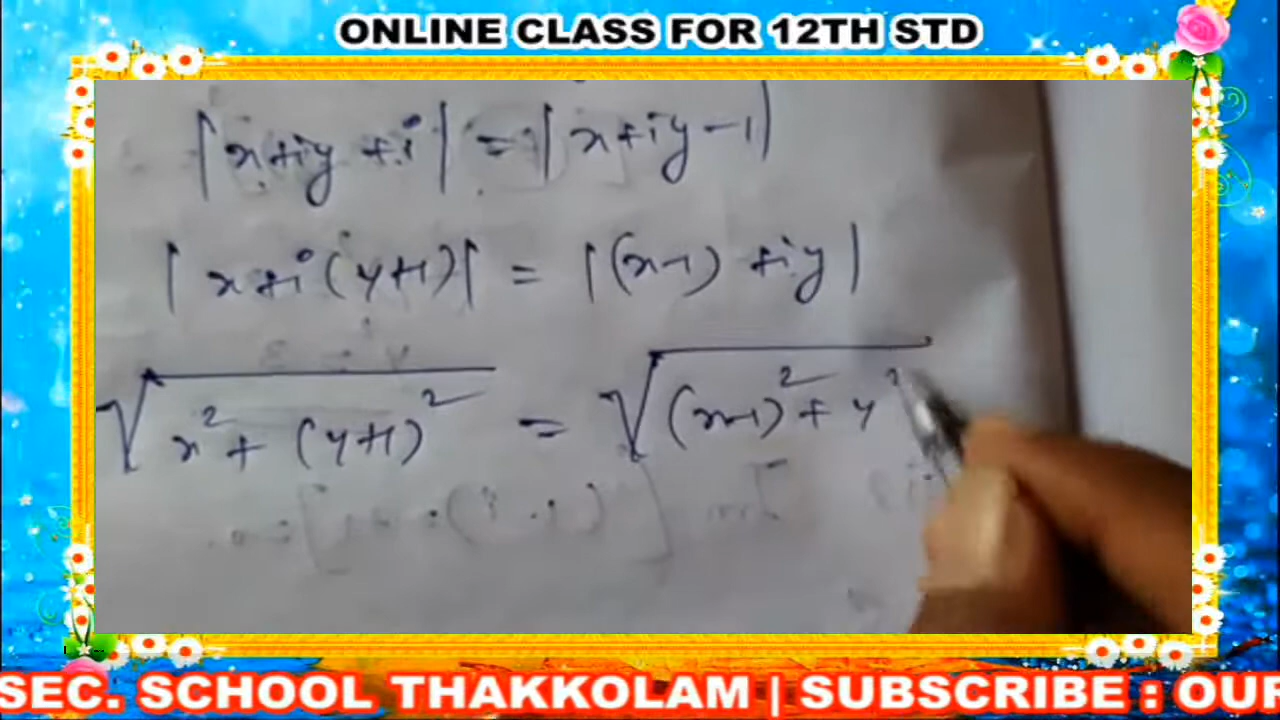 ONLINE CLASS FOR 12TH STD
|x+iy+i| = |x+iy-1|
|x+i(y+1)| = |(x-1)+iy|
√(x²+(y+1)²) = √((x-1)²+y²)
SEC. SCHOOL THAKKOLAM | SUBSCRIBE : OUR